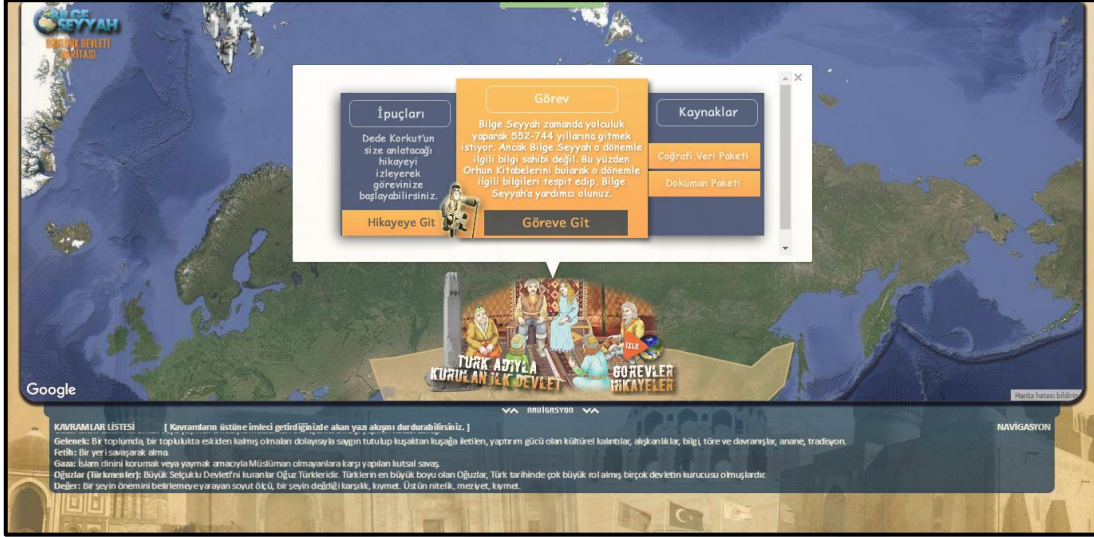 BİLGE
SEYYAH
HARİTASI
İpuçları
Dede Korkut'un
size anlatacağı
hikayeyi
izleyerek
görevinize
başlayabilirsiniz.
Hikayeye Git
Görev
Bilge Seyyah zamanda yolculuk
yaparak 552-744 yıllarına gitmek
istiyor. Ancak Bilge Seyyah o dönemle
ilgili bilgi sahibi değil. Bu yüzden
Orhun Kitabelerini bularak o dönemle
ilgili bilgileri tespit edip, Bilge
Seyyah'a yardımcı olunuz.
Göreve Git
Kaynaklar
Coğrafi Veri Paketi
Doküman Paketi
İZLE
TÜRK ADIYLA
KURULAN İLK DEVLET
GÖREVLER
HİKAYELER
Google
Harita hatası bildirin
NAVİGASYON
KAVRAMLAR LİSTESİ [ Kavramların üstüne imleci getirdiğinizde akan yazı akışını durdurabilirsiniz. ]
NAVİGASYON
Gelenek: Bir toplumda, bir toplulukta eskiden kalmış olmaları dolayısıyla saygın tutulup kuşaktan kuşağa iletilen, yaptırım gücü olan kültürel kalıntılar, alışkanlıklar, bilgi, töre ve davranışlar, anane, tradisyon.
Fetih: Bir yeri savaşarak alma.
Gaza: İslam dinini korumak veya yaymak amacıyla Müslüman olmayanlara karşı yapılan kutsal savaş.
Oğuzlar (Türkmenler): Büyük Selçuklu Devleti'ni kuranlar Oğuz Türkleridir. Türklerin en büyük boyu olan Oğuzlar, Türk tarihinde çok büyük rol almış birçok devletin kurucusu olmuşlardır.
Değer: Bir şeyin önemini belirlemeye yarayan soyut ölçü, bir şeyin değdiği karşılık, kıymet. Üstün nitelik, meziyet, kıymet.